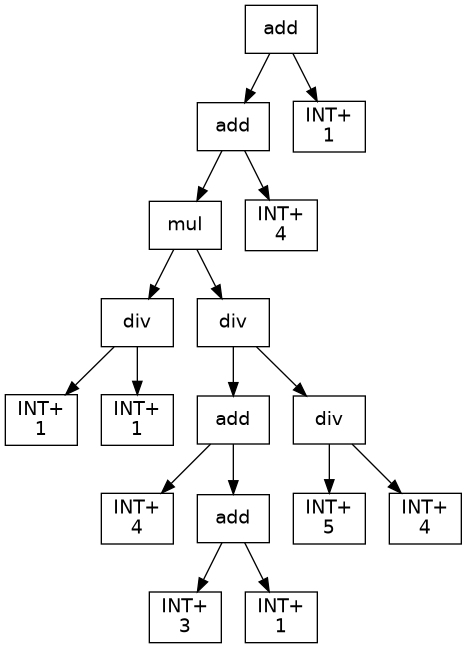 add
add
INT+
1
mul
INT+
4
div
div
INT+
1
INT+
1
add
div
INT+
4
add
INT+
5
INT+
4
INT+
3
INT+
1